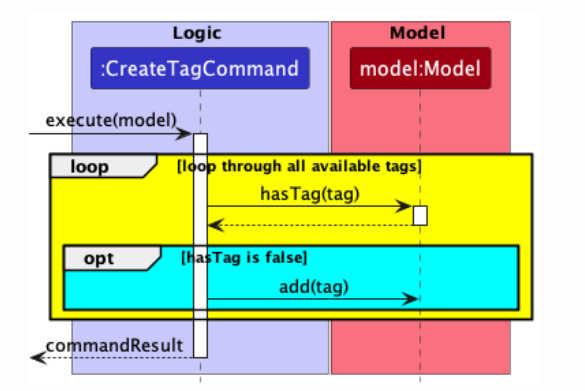 Logic
Model
:CreateTagCommand
model:Model
execute(model)
loop
[loop through all available tags]
hasTag(tag)
opt
[hasTag is false]
add(tag)
commandResult